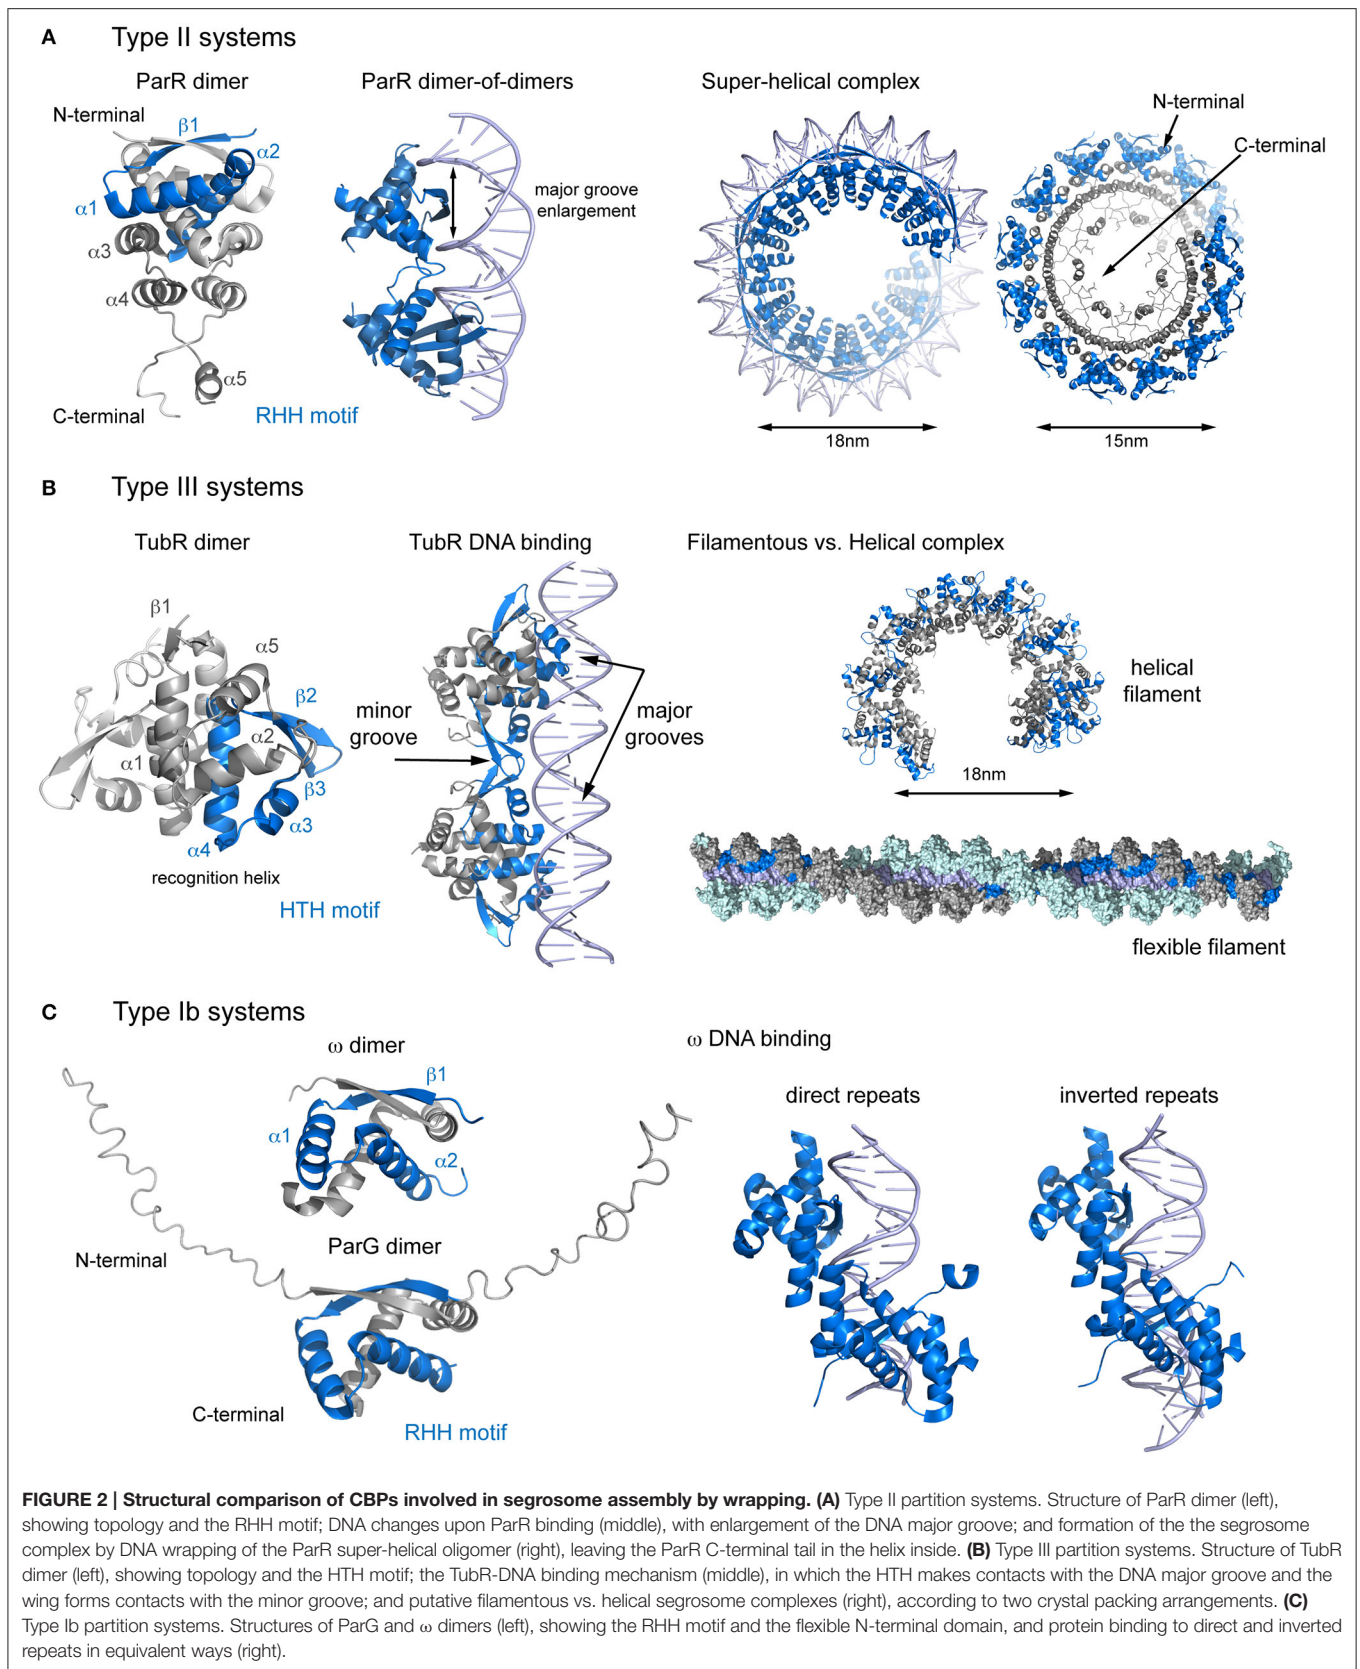 A Type II systems
ParR dimer
ParR dimer-of-dimers
Super-helical complex
N-terminal
C-terminal
N-terminal
β1
α2
α1
α3
α4
α5
C-terminal
RHH motif
major groove
enlargement
18nm
15nm
B Type III systems
TubR dimer
TubR DNA binding
Filamentous vs. Helical complex
β1
α5
β2
α2
α1
β3
α3
α4
recognition helix
HTH motif
minor
groove
major
grooves
helical
filament
18nm
flexible filament
C Type Ib systems
ω dimer
ω DNA binding
β1
α1
α2
direct repeats
inverted repeats
N-terminal
ParG dimer
C-terminal
RHH motif
FIGURE 2 | Structural comparison of CBPs involved in segrosome assembly by wrapping. (A) Type II partition systems. Structure of ParR dimer (left),
showing topology and the RHH motif; DNA changes upon ParR binding (middle), with enlargement of the DNA major groove; and formation of the the segrosome
complex by DNA wrapping of the ParR super-helical oligomer (right), leaving the ParR C-terminal tail in the helix inside. (B) Type III partition systems. Structure of TubR
dimer (left), showing topology and the HTH motif; the TubR-DNA binding mechanism (middle), in which the HTH makes contacts with the DNA major groove and the
wing forms contacts with the minor groove; and putative filamentous vs. helical segrosome complexes (right), according to two crystal packing arrangements. (C)
Type Ib partition systems. Structures of ParG and ω dimers (left), showing the RHH motif and the flexible N-terminal domain, and protein binding to direct and inverted
repeats in equivalent ways (right).